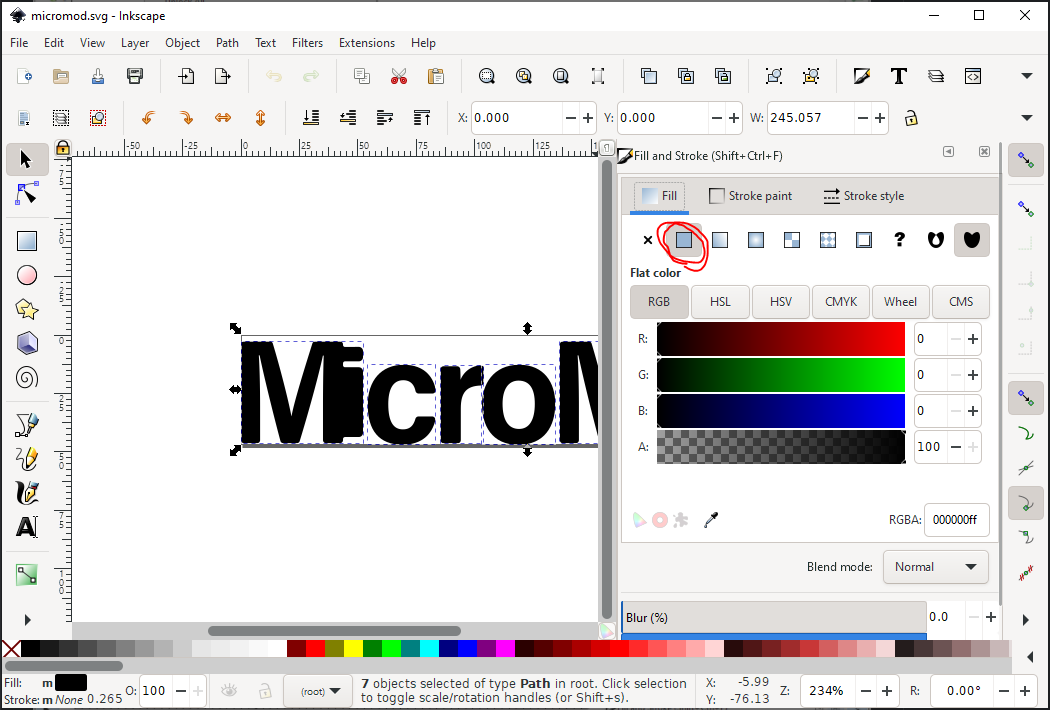 micromod.svg - Inkscape
File Edit View Layer Object Path Text Filters Extensions Help
X: 0.000 Y: 0.000 W: 245.057
-50 -25 0 25 50 75 100 125
Fill and Stroke (Shift+Ctrl+F)
Fill Stroke paint Stroke style
Flat color
RGB HSL HSV CMYK Wheel CMS
R: 0
G: 0
B: 0
A: 100
RGBA: 000000ff
Blend mode: Normal
Blur (%) 0.0
MicroM
Fill: m
Stroke: m None 0.265
O: 100
(root)
7 objects selected of type Path in root. Click selection
to toggle scale/rotation handles (or Shift+s).
X: -5.99
Y: -76.13
Z: 234%
R: 0.00°